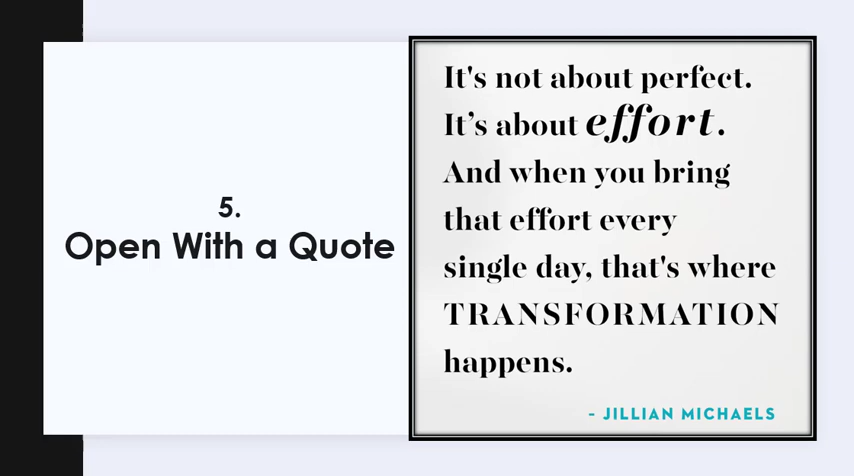 5.
Open With a Quote
It's not about perfect.
It’s about effort.
And when you bring
that effort every
single day, that's where
TRANSFORMATION
happens.
- JILLIAN MICHAELS